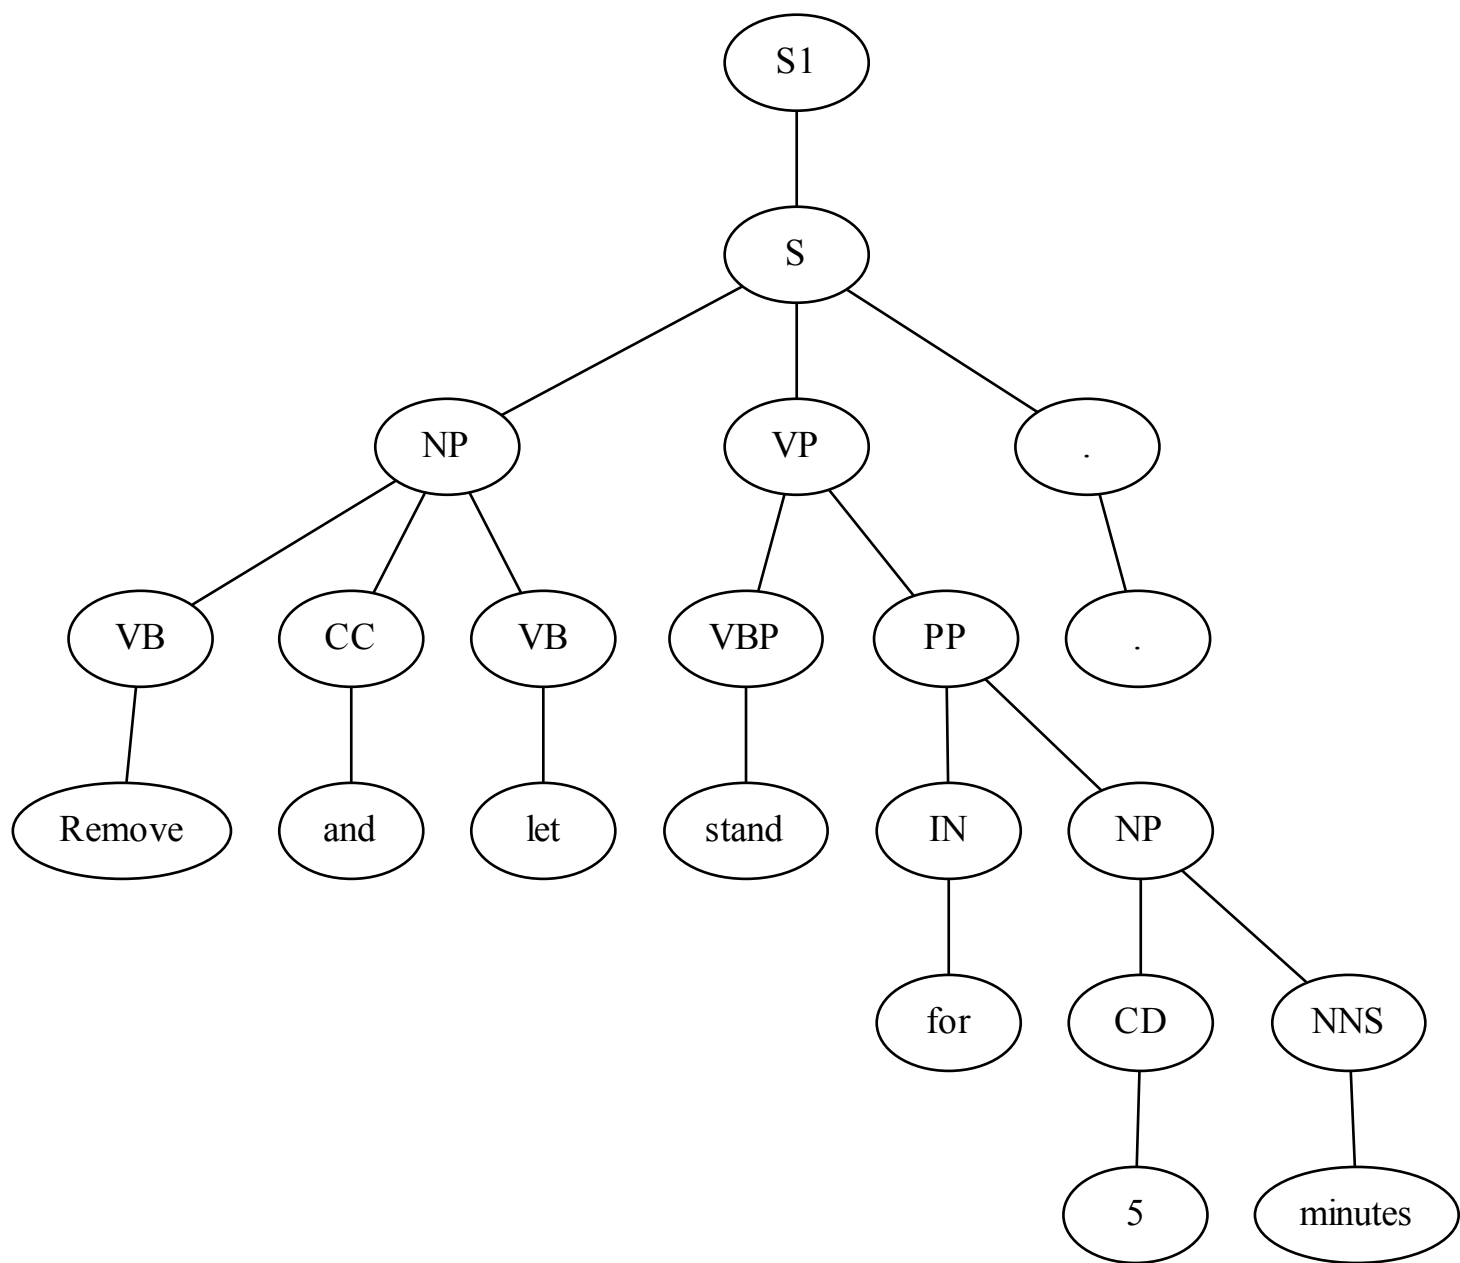 S1
S
NP VP .
VB CC VB VBP PP .
Remove and let stand IN NP
for CD NNS
5 minutes